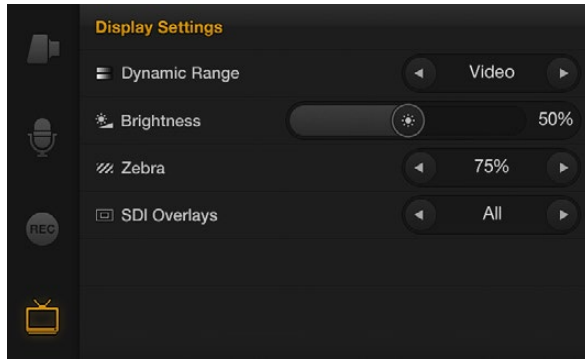 Display Settings
Dynamic Range Video
Brightness 50%
Zebra 75%
REC SDI Overlays All